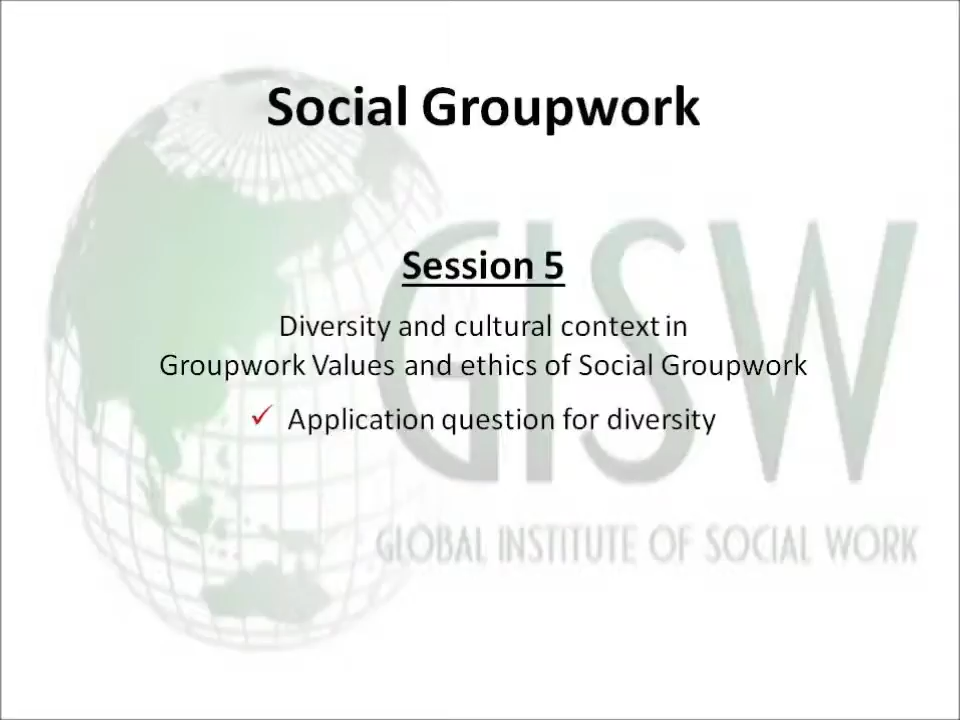 Social Groupwork
Session 5
Diversity and cultural context in
Groupwork Values and ethics of Social Groupwork
✓ Application question for diversity
GISW
GLOBAL INSTITUTE OF SOCIAL WORK